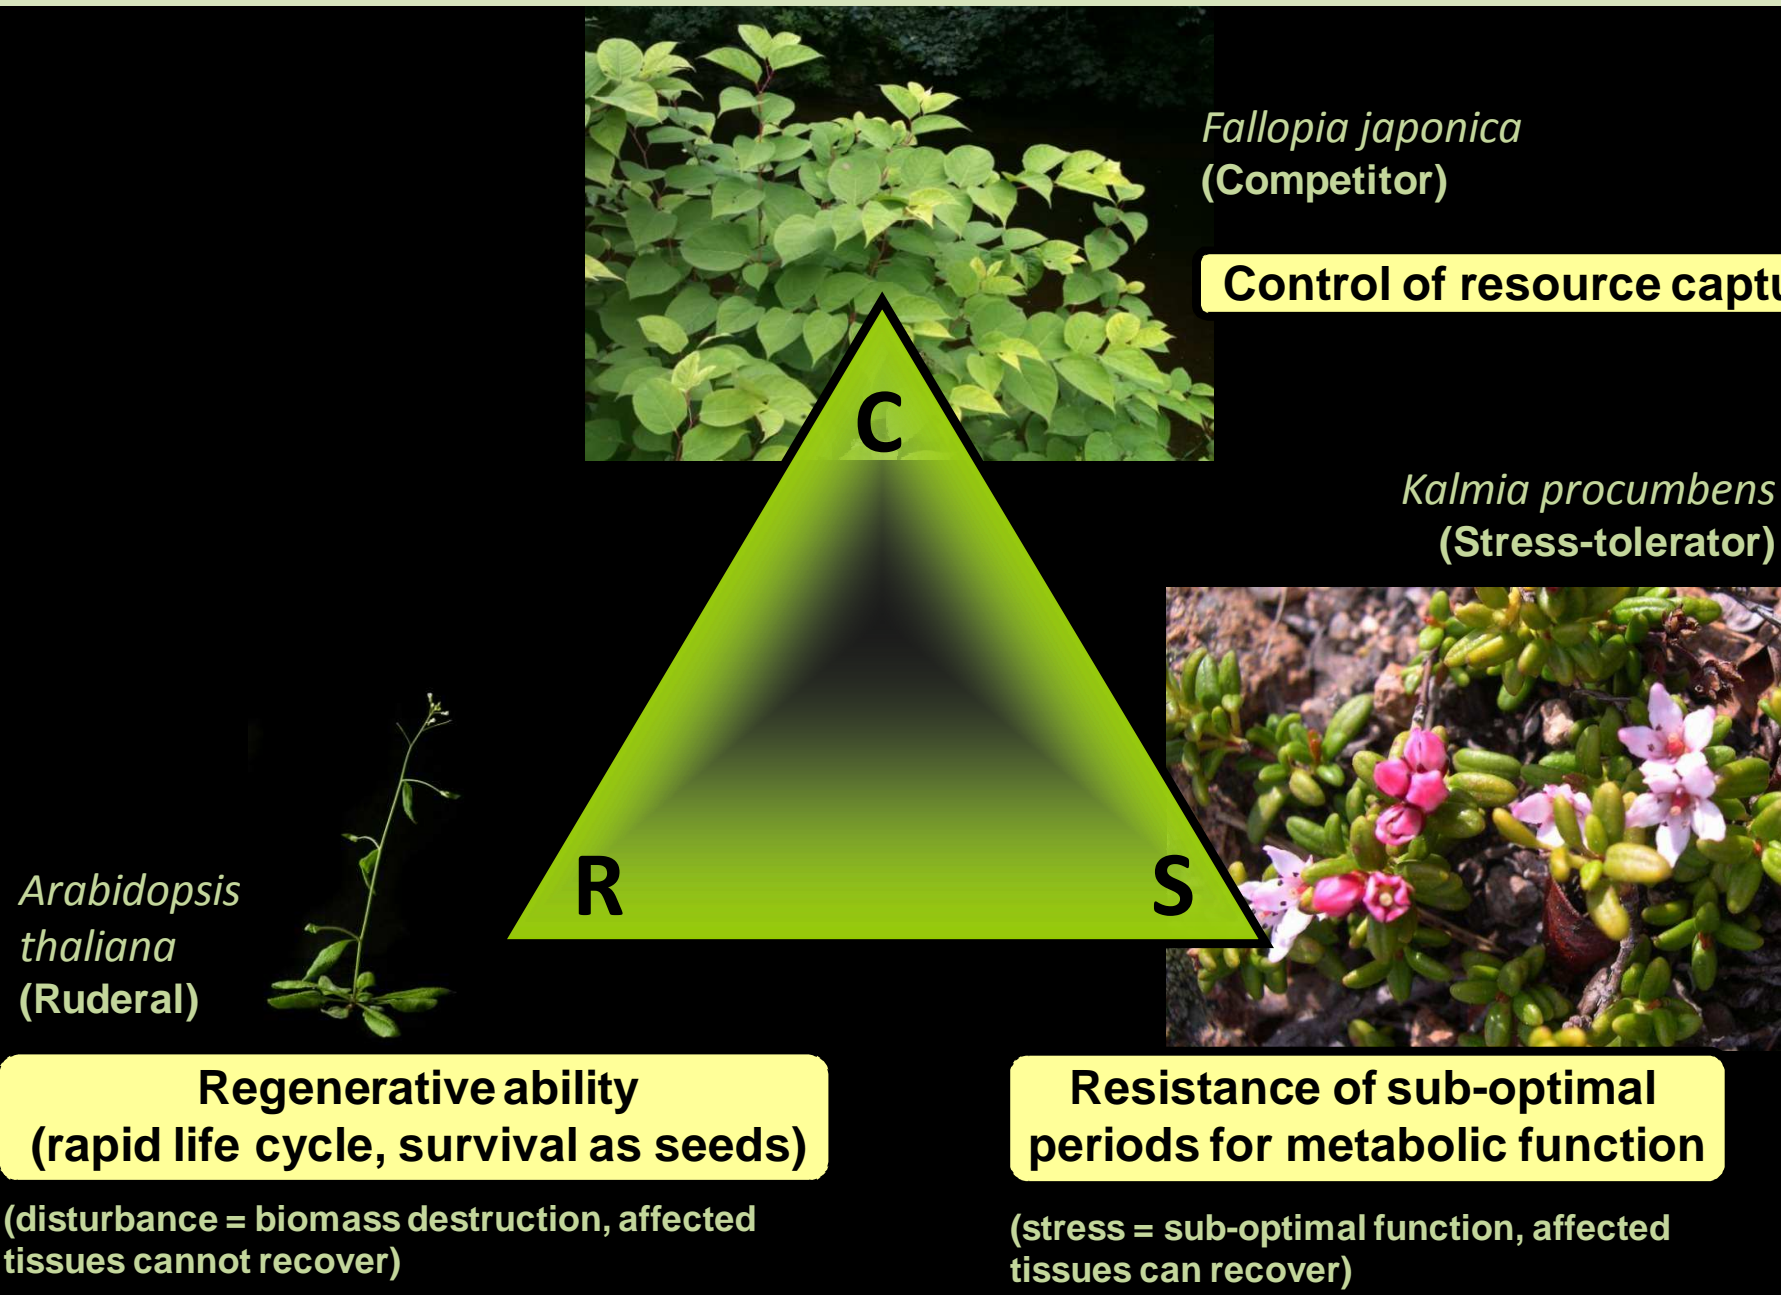 Fallopia japonica
(Competitor)
Control of resource captu
C
Kalmia procumbens
(Stress-tolerator)
R
S
Arabidopsis
thaliana
(Ruderal)
Regenerative ability
(rapid life cycle, survival as seeds)
(disturbance = biomass destruction, affected
tissues cannot recover)
Resistance of sub-optimal
periods for metabolic function
(stress = sub-optimal function, affected
tissues can recover)